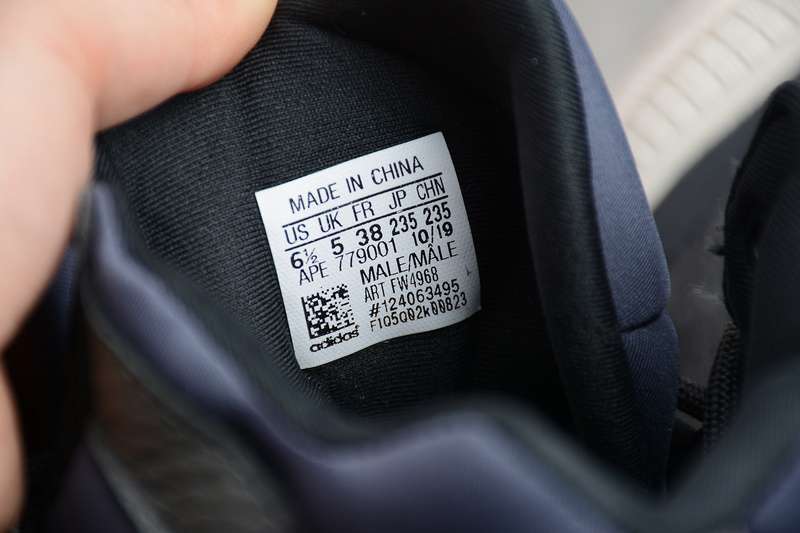 MADE IN CHINA
US UK FR JP CHN
6½ 5 38 235 235
APE 779001 10/19
MALE/MÂLE
ART FW4968
#124063495
F1Q5Q02K00823
adidas